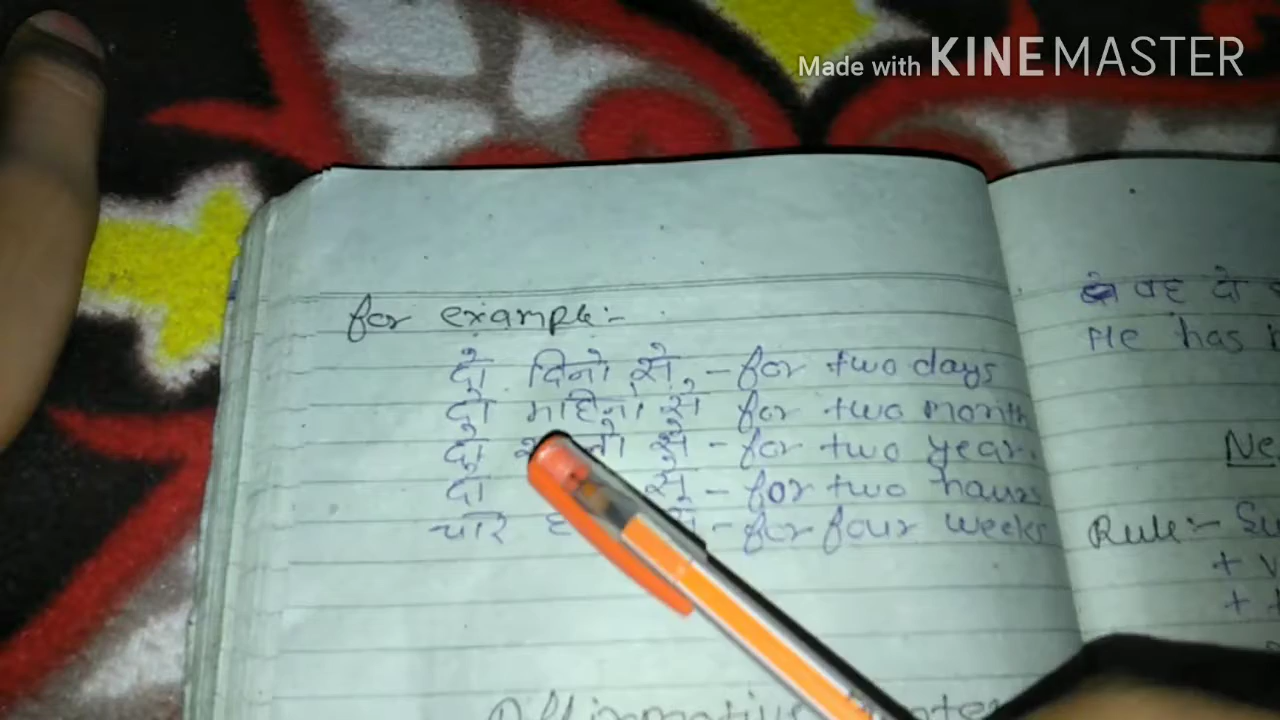 Made with KINEMASTER
for example:-
दो दिनो से - for two days
दो महिनों से for two month
दो से - for two year
दो से - for two hours
चार से - for four weeks
वह दो
He has
Rule:-
+
+